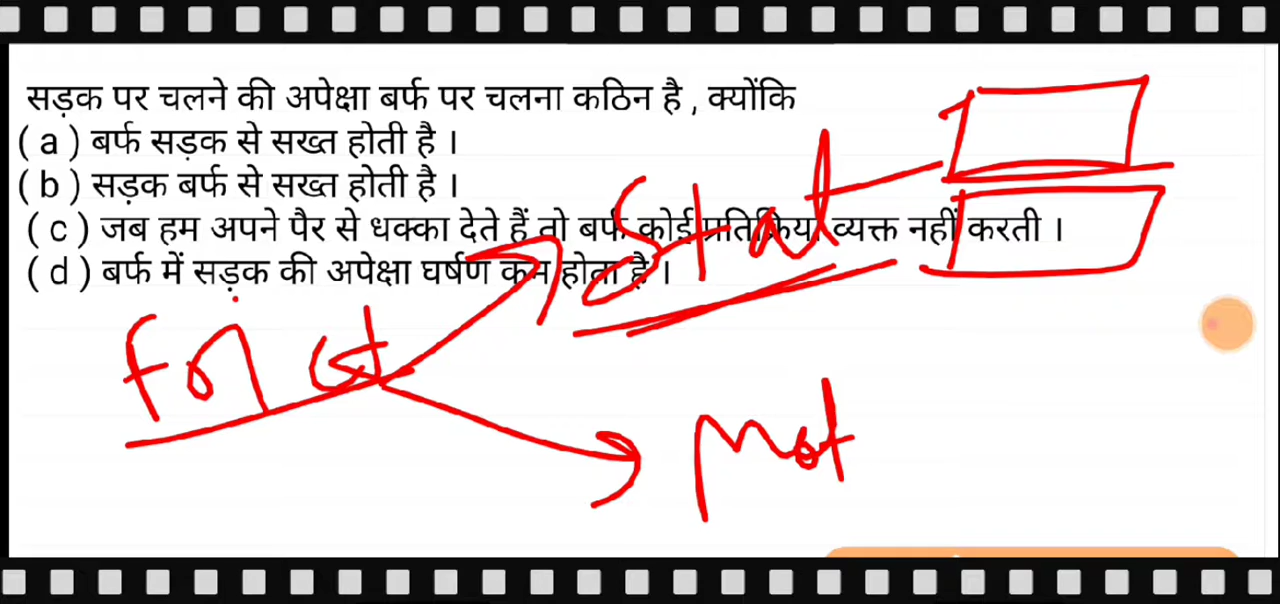 सड़क पर चलने की अपेक्षा बर्फ पर चलना कठिन है , क्योंकि
( a ) बर्फ सड़क से सख्त होती है ।
( b ) सड़क बर्फ से सख्त होती है ।
( c ) जब हम अपने पैर से धक्का देते हैं तो बर्फ कोई प्रतिक्रिया व्यक्त नहीं करती ।
( d ) बर्फ में सड़क की अपेक्षा घर्षण कम होता है ।
Stat
Mot